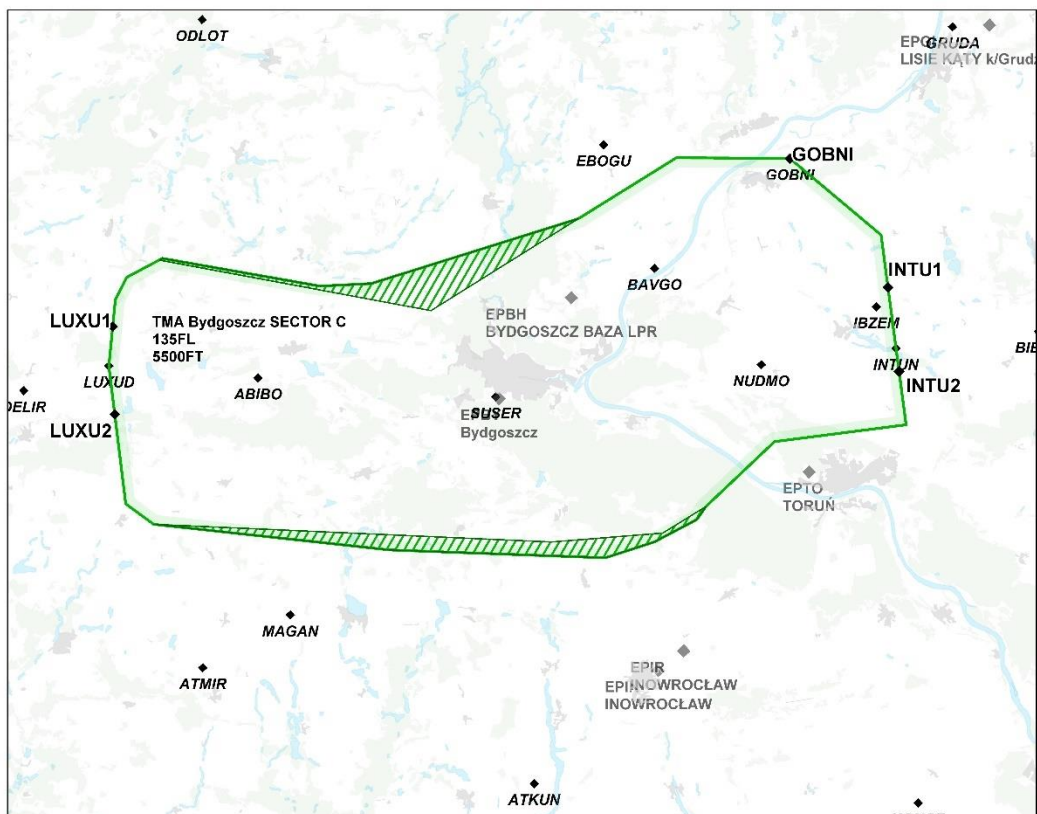 ODLOT
EPG
GRUDA
LISIE KĄTY k/Grudz
EBOGU
GOBNI
GOBNI
BAVGO
INTU1
EPBH
BYDGOSZCZ BAZA LPR
IBZEM
LUXU1
TMA Bydgoszcz SECTOR C
135FL
5500FT
INTUN
BIE
LUXUD
ABIBO
NUDMO
INTU2
DELIR
SUSER
LUXU2
Bydgoszcz
EPTO
TORUŃ
MAGAN
ATMIR
EPIR
INOWROCŁAW
EPIN
INOWROCŁAW
ATKUN